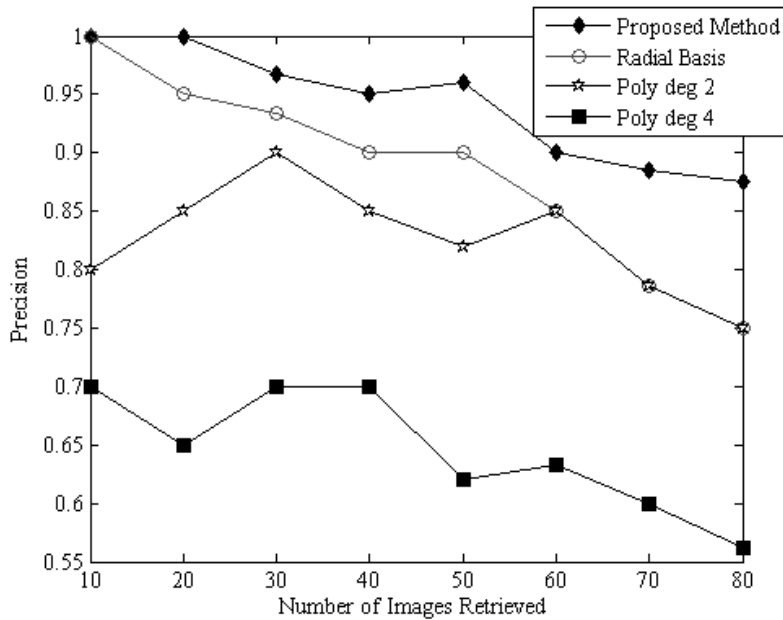 Proposed Method
Radial Basis
Poly deg 2
Poly deg 4
1
0.95
0.9
0.85
0.8
0.75
0.7
0.65
0.6
0.55
Precision
10 20 30 40 50 60 70 80
Number of Images Retrieved